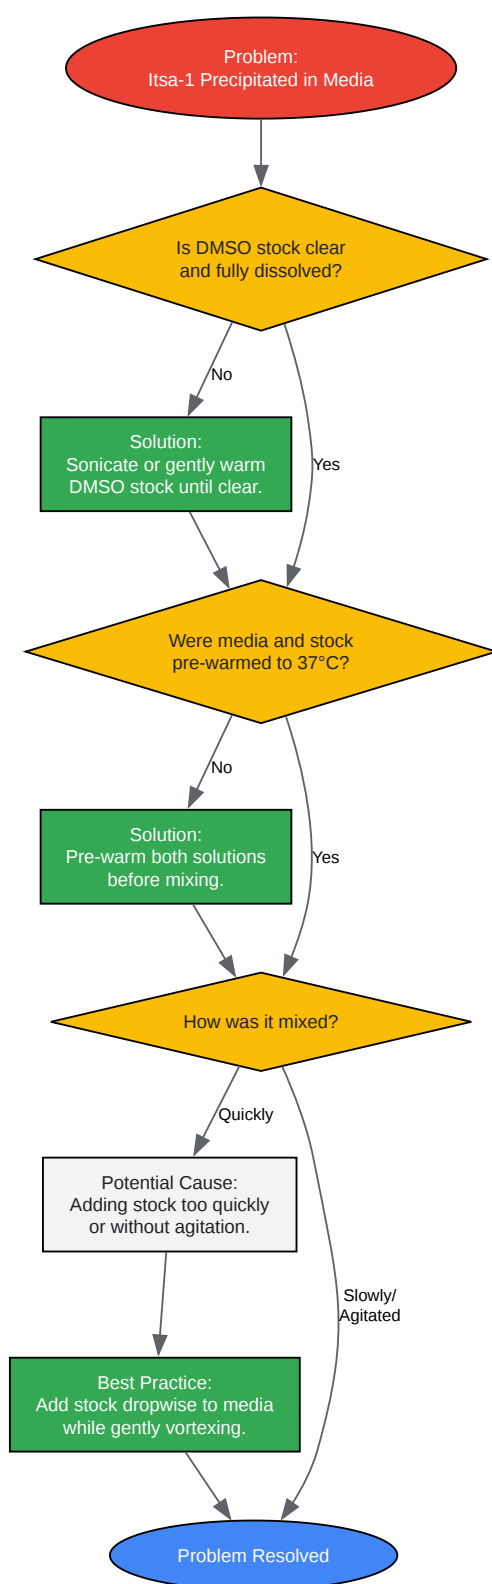 Problem:
Itsa-1 Precipitated in Media
Is DMSO stock clear
and fully dissolved?
No
Yes
Solution:
Sonicate or gently warm
DMSO stock until clear.
Were media and stock
pre-warmed to 37°C?
No
Yes
Solution:
Pre-warm both solutions
before mixing.
How was it mixed?
Quickly
Potential Cause:
Adding stock too quickly
or without agitation.
Slowly/
Agitated
Best Practice:
Add stock dropwise to media
while gently vortexing.
Problem Resolved